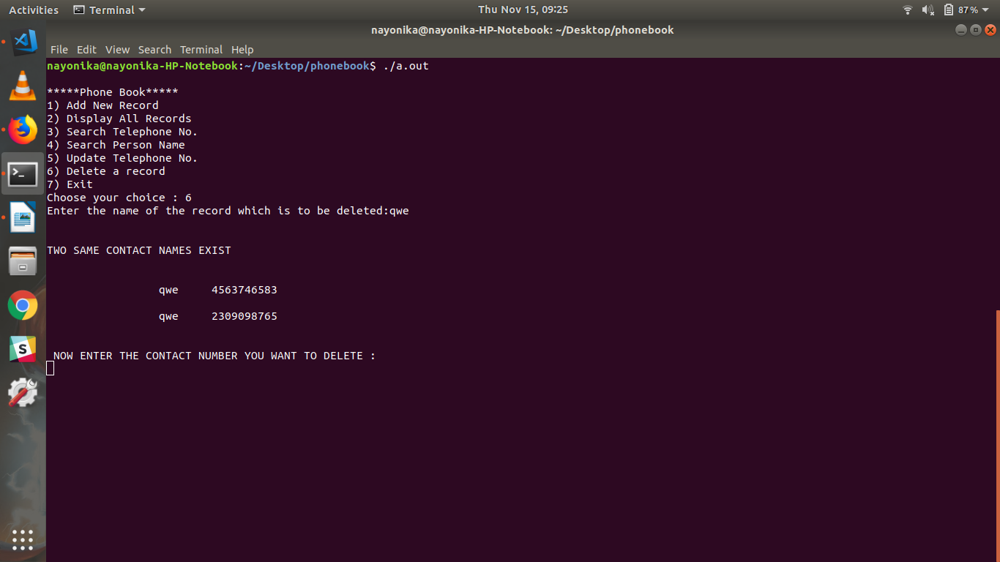 Activities Terminal Thu Nov 15, 09:25 87%
nayonika@nayonika-HP-Notebook: ~/Desktop/phonebook
File Edit View Search Terminal Help
nayonika@nayonika-HP-Notebook:~/Desktop/phonebook$ ./a.out
*****Phone Book*****
1) Add New Record
2) Display All Records
3) Search Telephone No.
4) Search Person Name
5) Update Telephone No.
6) Delete a record
7) Exit
Choose your choice : 6
Enter the name of the record which is to be deleted:qwe
TWO SAME CONTACT NAMES EXIST
qwe 4563746583
qwe 2309098765
NOW ENTER THE CONTACT NUMBER YOU WANT TO DELETE :
S